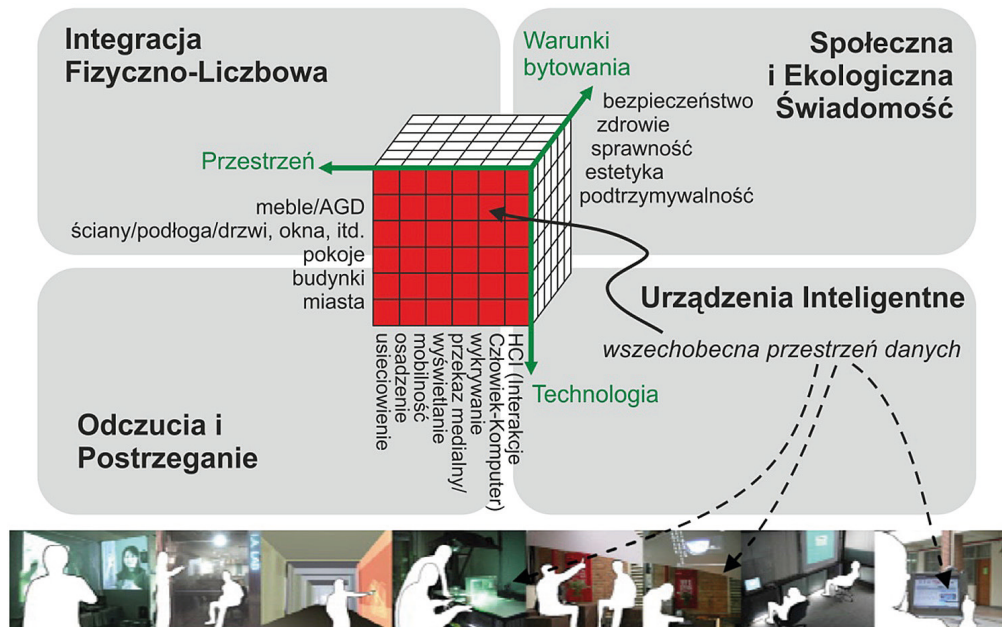 Integracja
Fizyczno-Liczbowa
Warunki
bytowania
Społeczna
i Ekologiczna
Świadomość
bezpieczeństwo
zdrowie
sprawność
estetyka
podtrzymywalność
Przestrzeń
meble/AGD
ściany/podłoga/drzwi, okna, itd.
pokoje
budynki
miasta
Urządzenia Inteligentne
wszechobecna przestrzeń danych
Technologia
usieciowienie
osadzenie
mobilność
wyświetlanie
przekaz medialny/
wykrywanie
Człowiek-Komputer)
HCI (Interakcje
Odczucia i
Postrzeganie